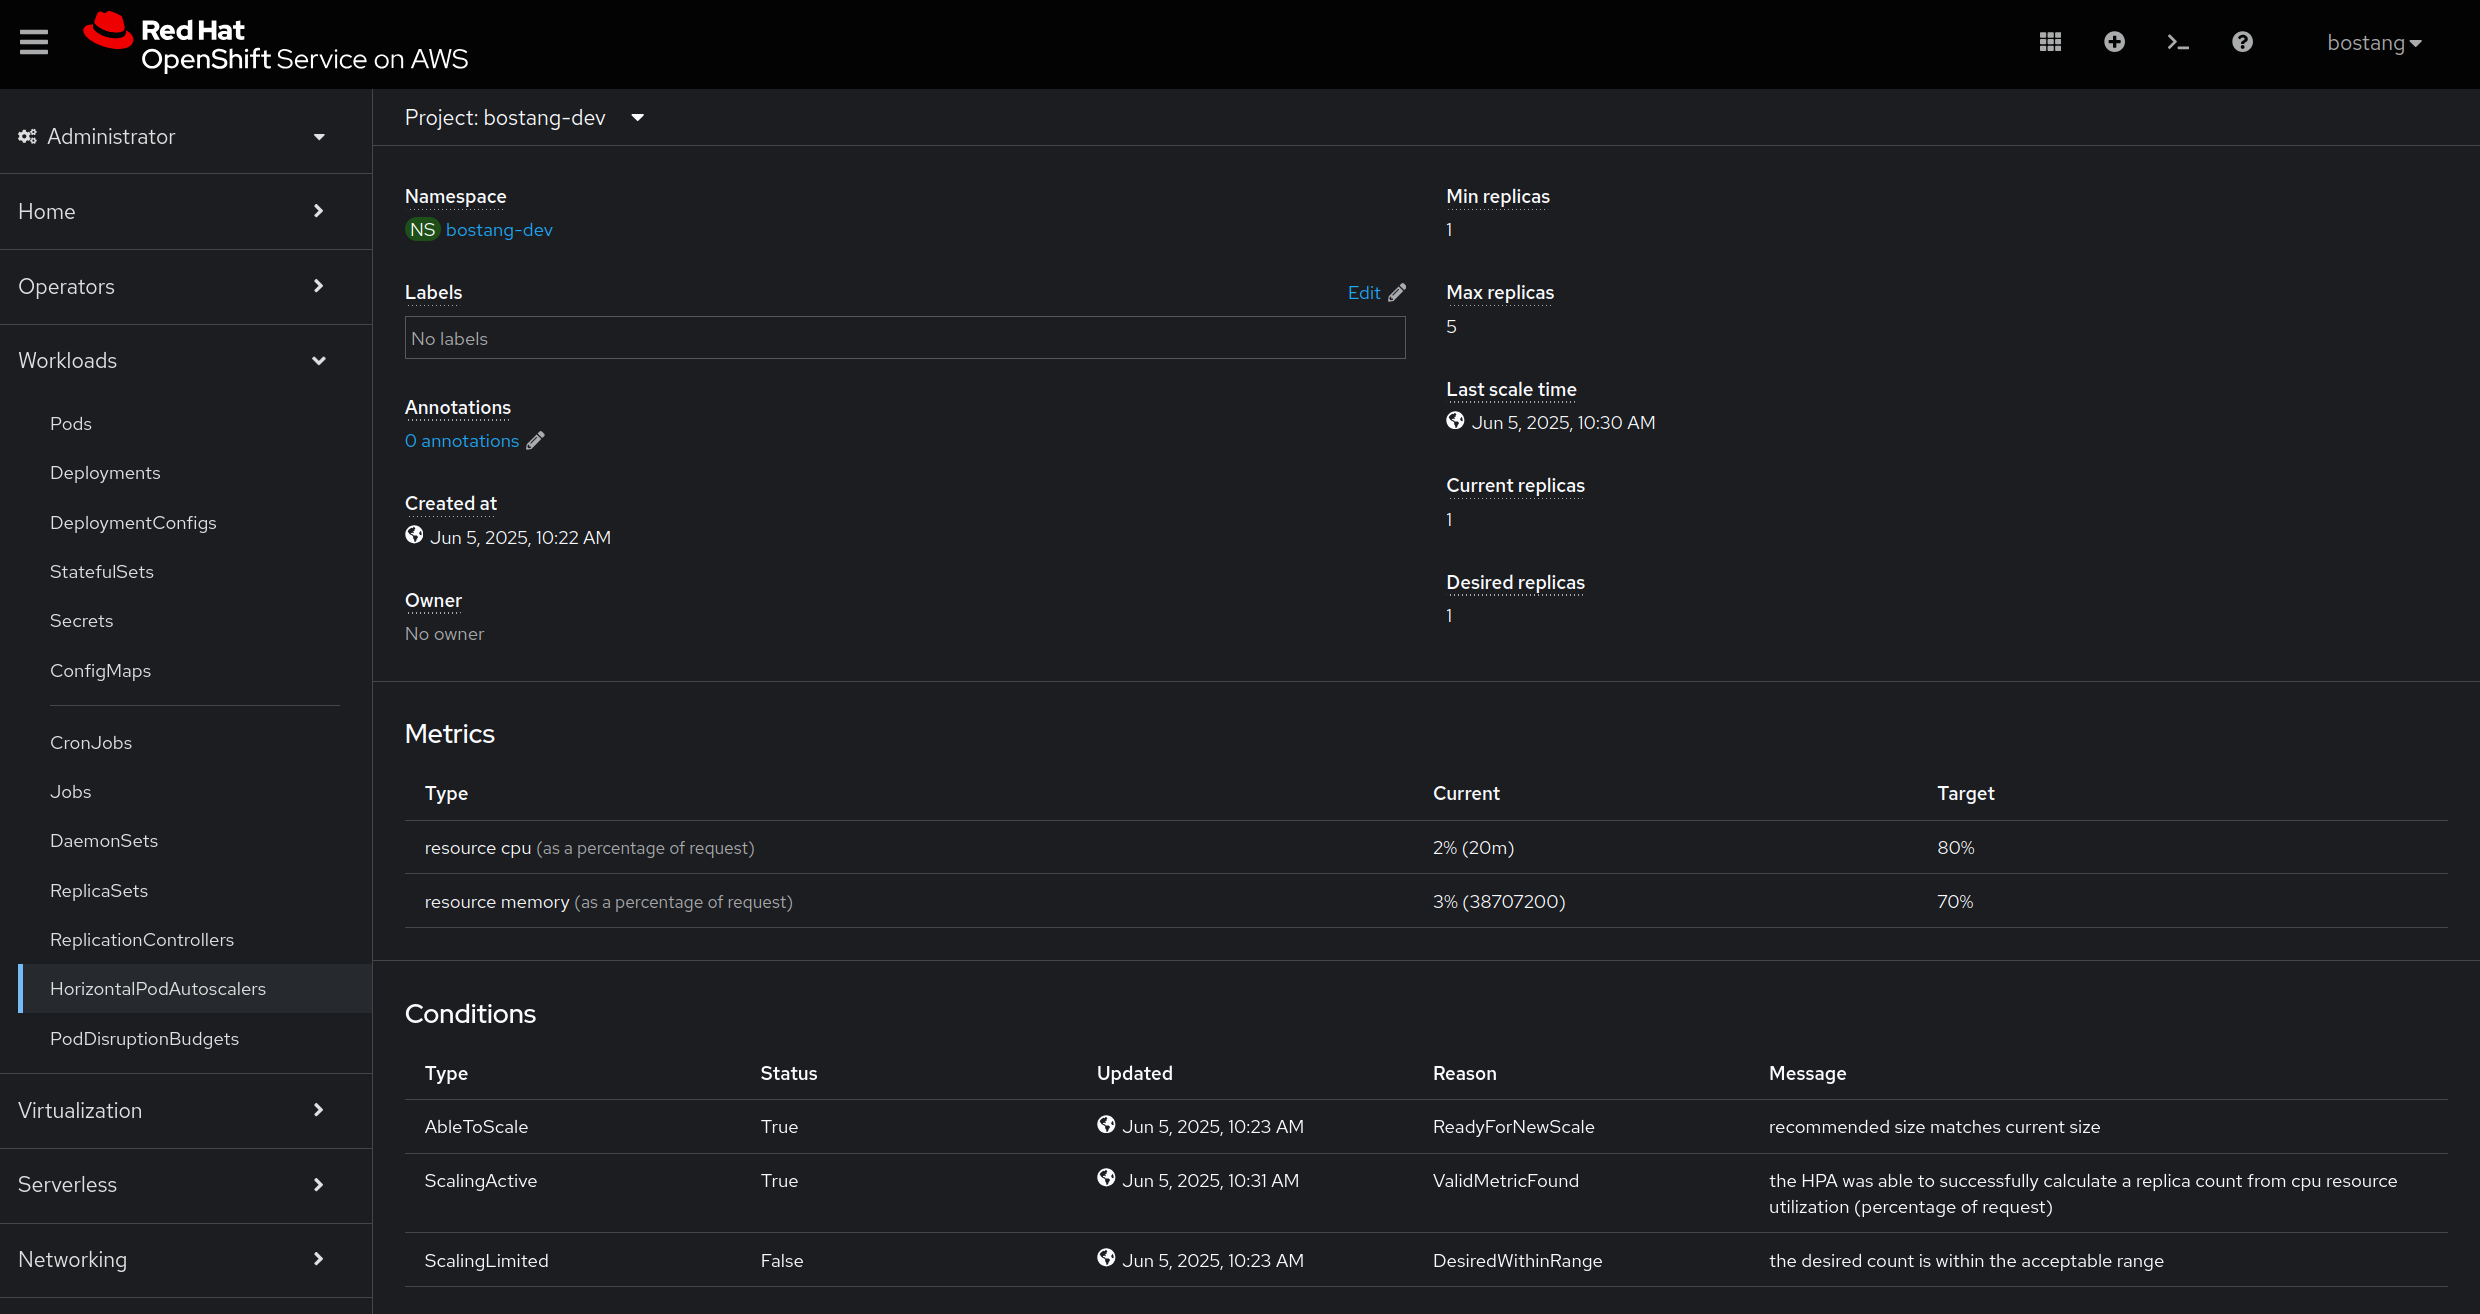 Red Hat
OpenShift Service on AWS
bostang
Administrator
Home
Operators
Workloads
Pods
Deployments
DeploymentConfigs
StatefulSets
Secrets
ConfigMaps
CronJobs
Jobs
DaemonSets
ReplicaSets
ReplicationControllers
HorizontalPodAutoscalers
PodDisruptionBudgets
Virtualization
Serverless
Networking
Project: bostang-dev
Namespace
NS bostang-dev
Labels
Edit
No labels
Annotations
0 annotations
Created at
Jun 5, 2025, 10:22 AM
Owner
No owner
Min replicas
1
Max replicas
5
Last scale time
Jun 5, 2025, 10:30 AM
Current replicas
1
Desired replicas
1
Metrics
Type Current Target
resource cpu (as a percentage of request) 2% (20m) 80%
resource memory (as a percentage of request) 3% (38707200) 70%
Conditions
Type Status Updated Reason Message
AbleToScale True Jun 5, 2025, 10:23 AM ReadyForNewScale recommended size matches current size
ScalingActive True Jun 5, 2025, 10:31 AM ValidMetricFound the HPA was able to successfully calculate a replica count from cpu resource
utilization (percentage of request)
ScalingLimited False Jun 5, 2025, 10:23 AM DesiredWithinRange the desired count is within the acceptable range